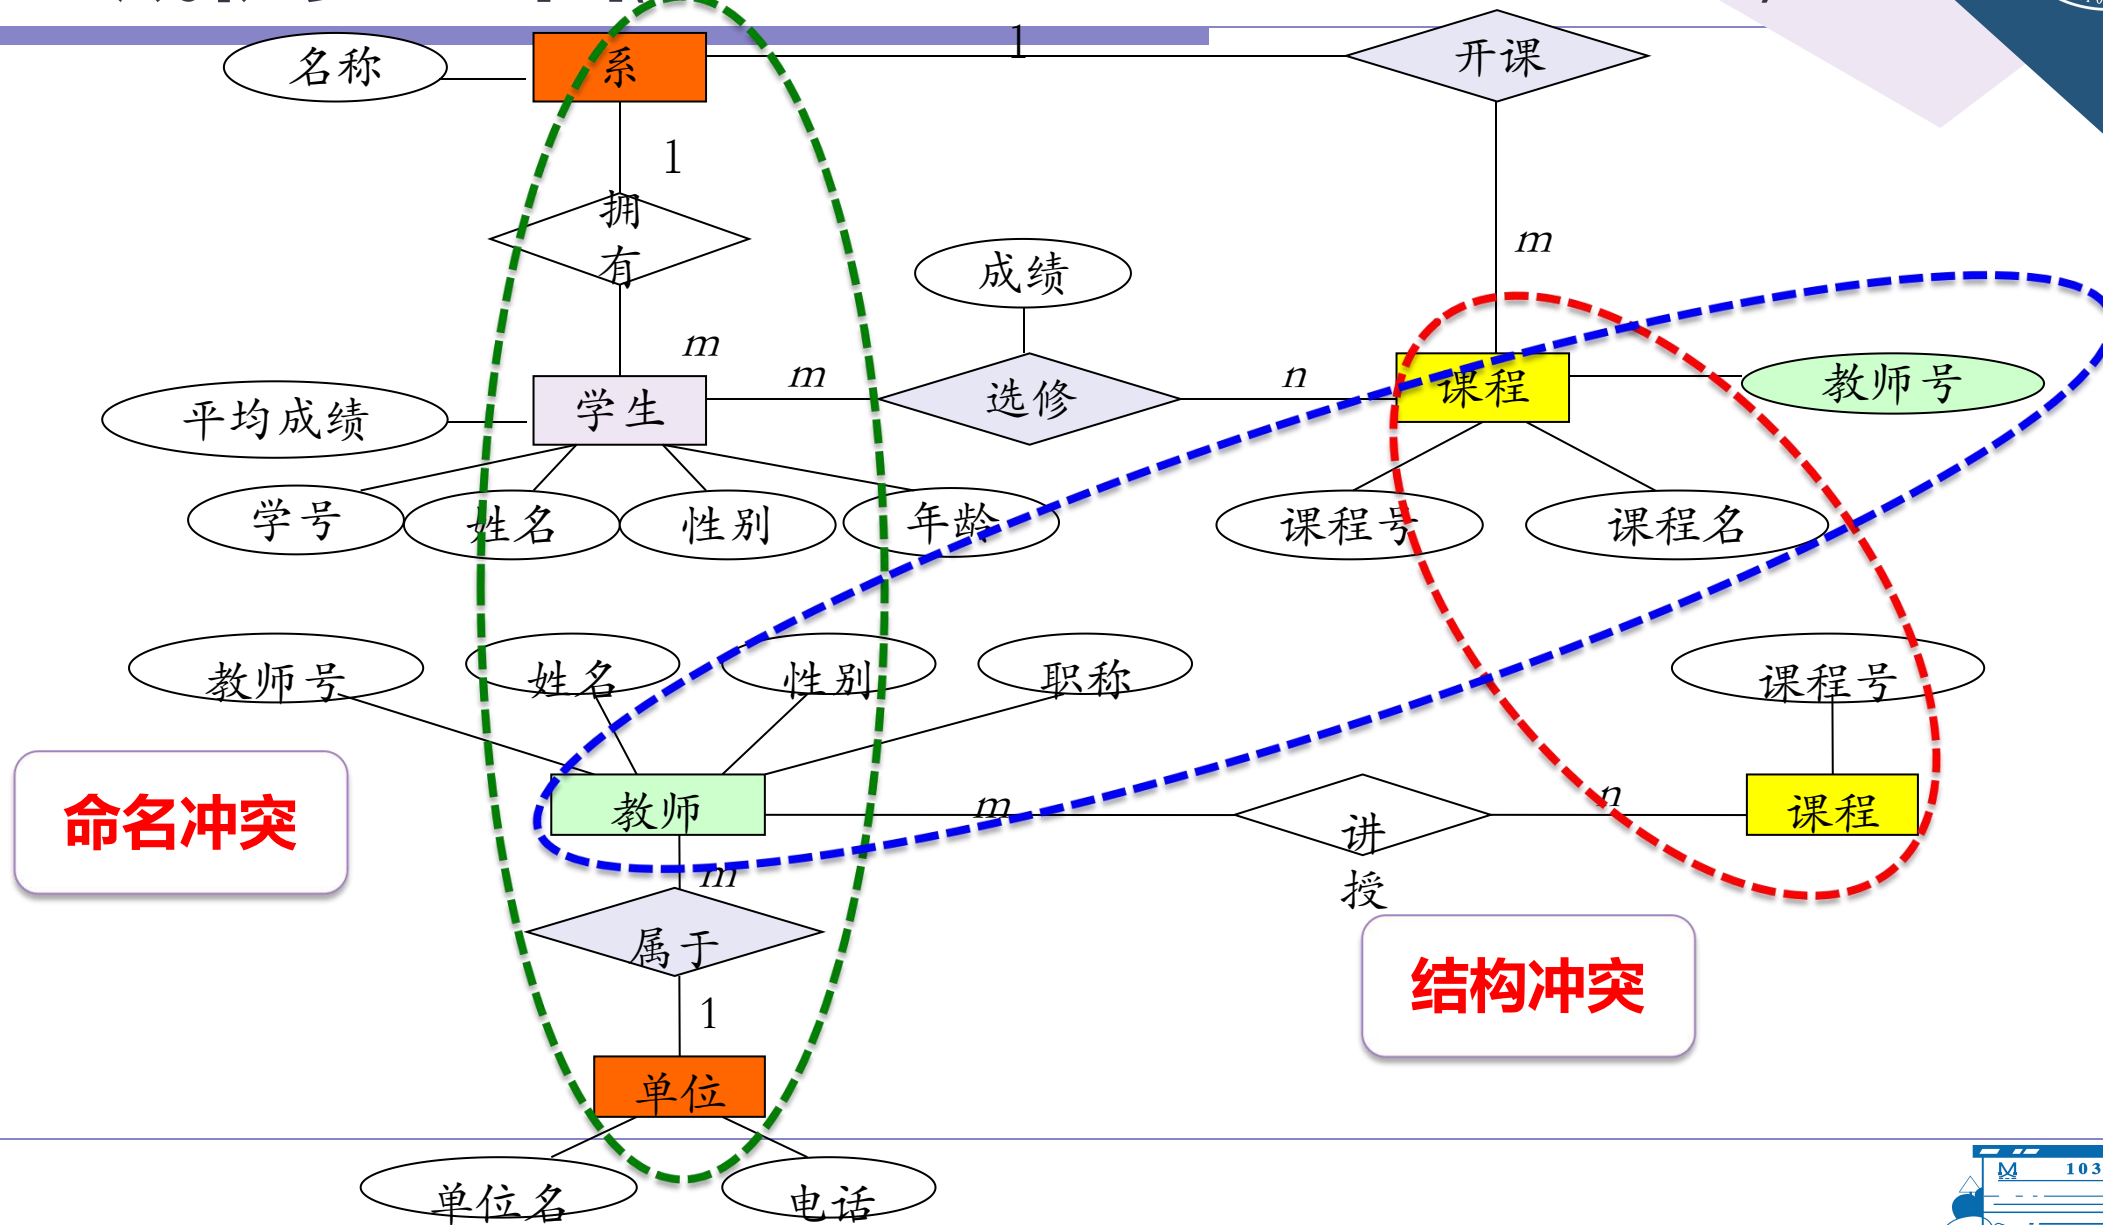 名称
系
1
开课
1
拥
有
m
成绩
m
m
选修
n
课程
教师号
平均成绩
学生
学号
姓名
性别
年龄
课程号
课程名
教师号
姓名
性别
职称
课程号
命名冲突
教师
m
讲
授
n
课程
m
属于
结构冲突
1
单位
单位名
电话
103